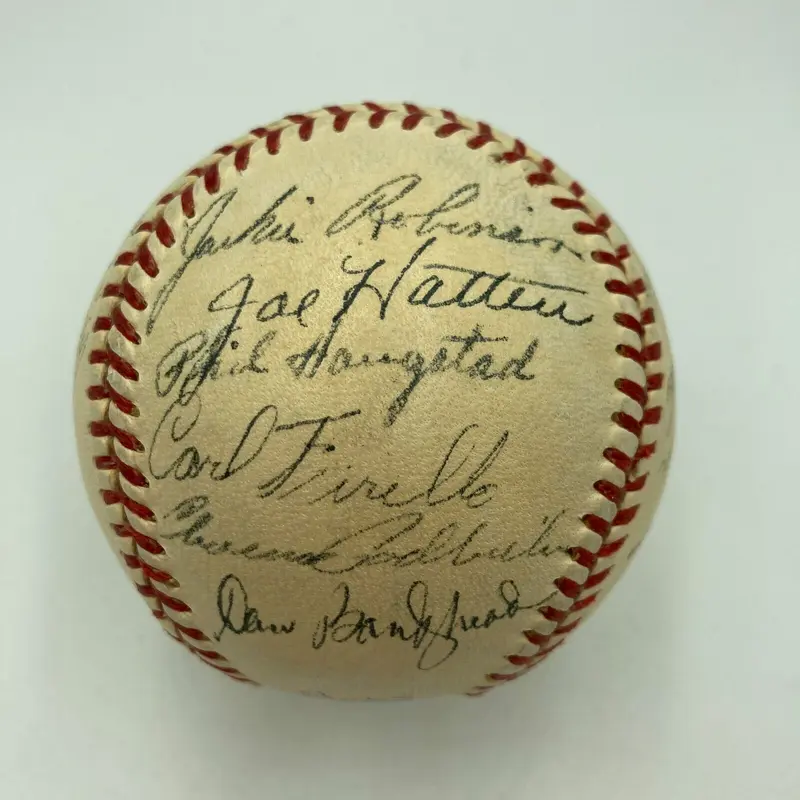 Jackie Robinson
Joe Hatten
Phil Haugstad
Carl Furillo
Dan Bankhead